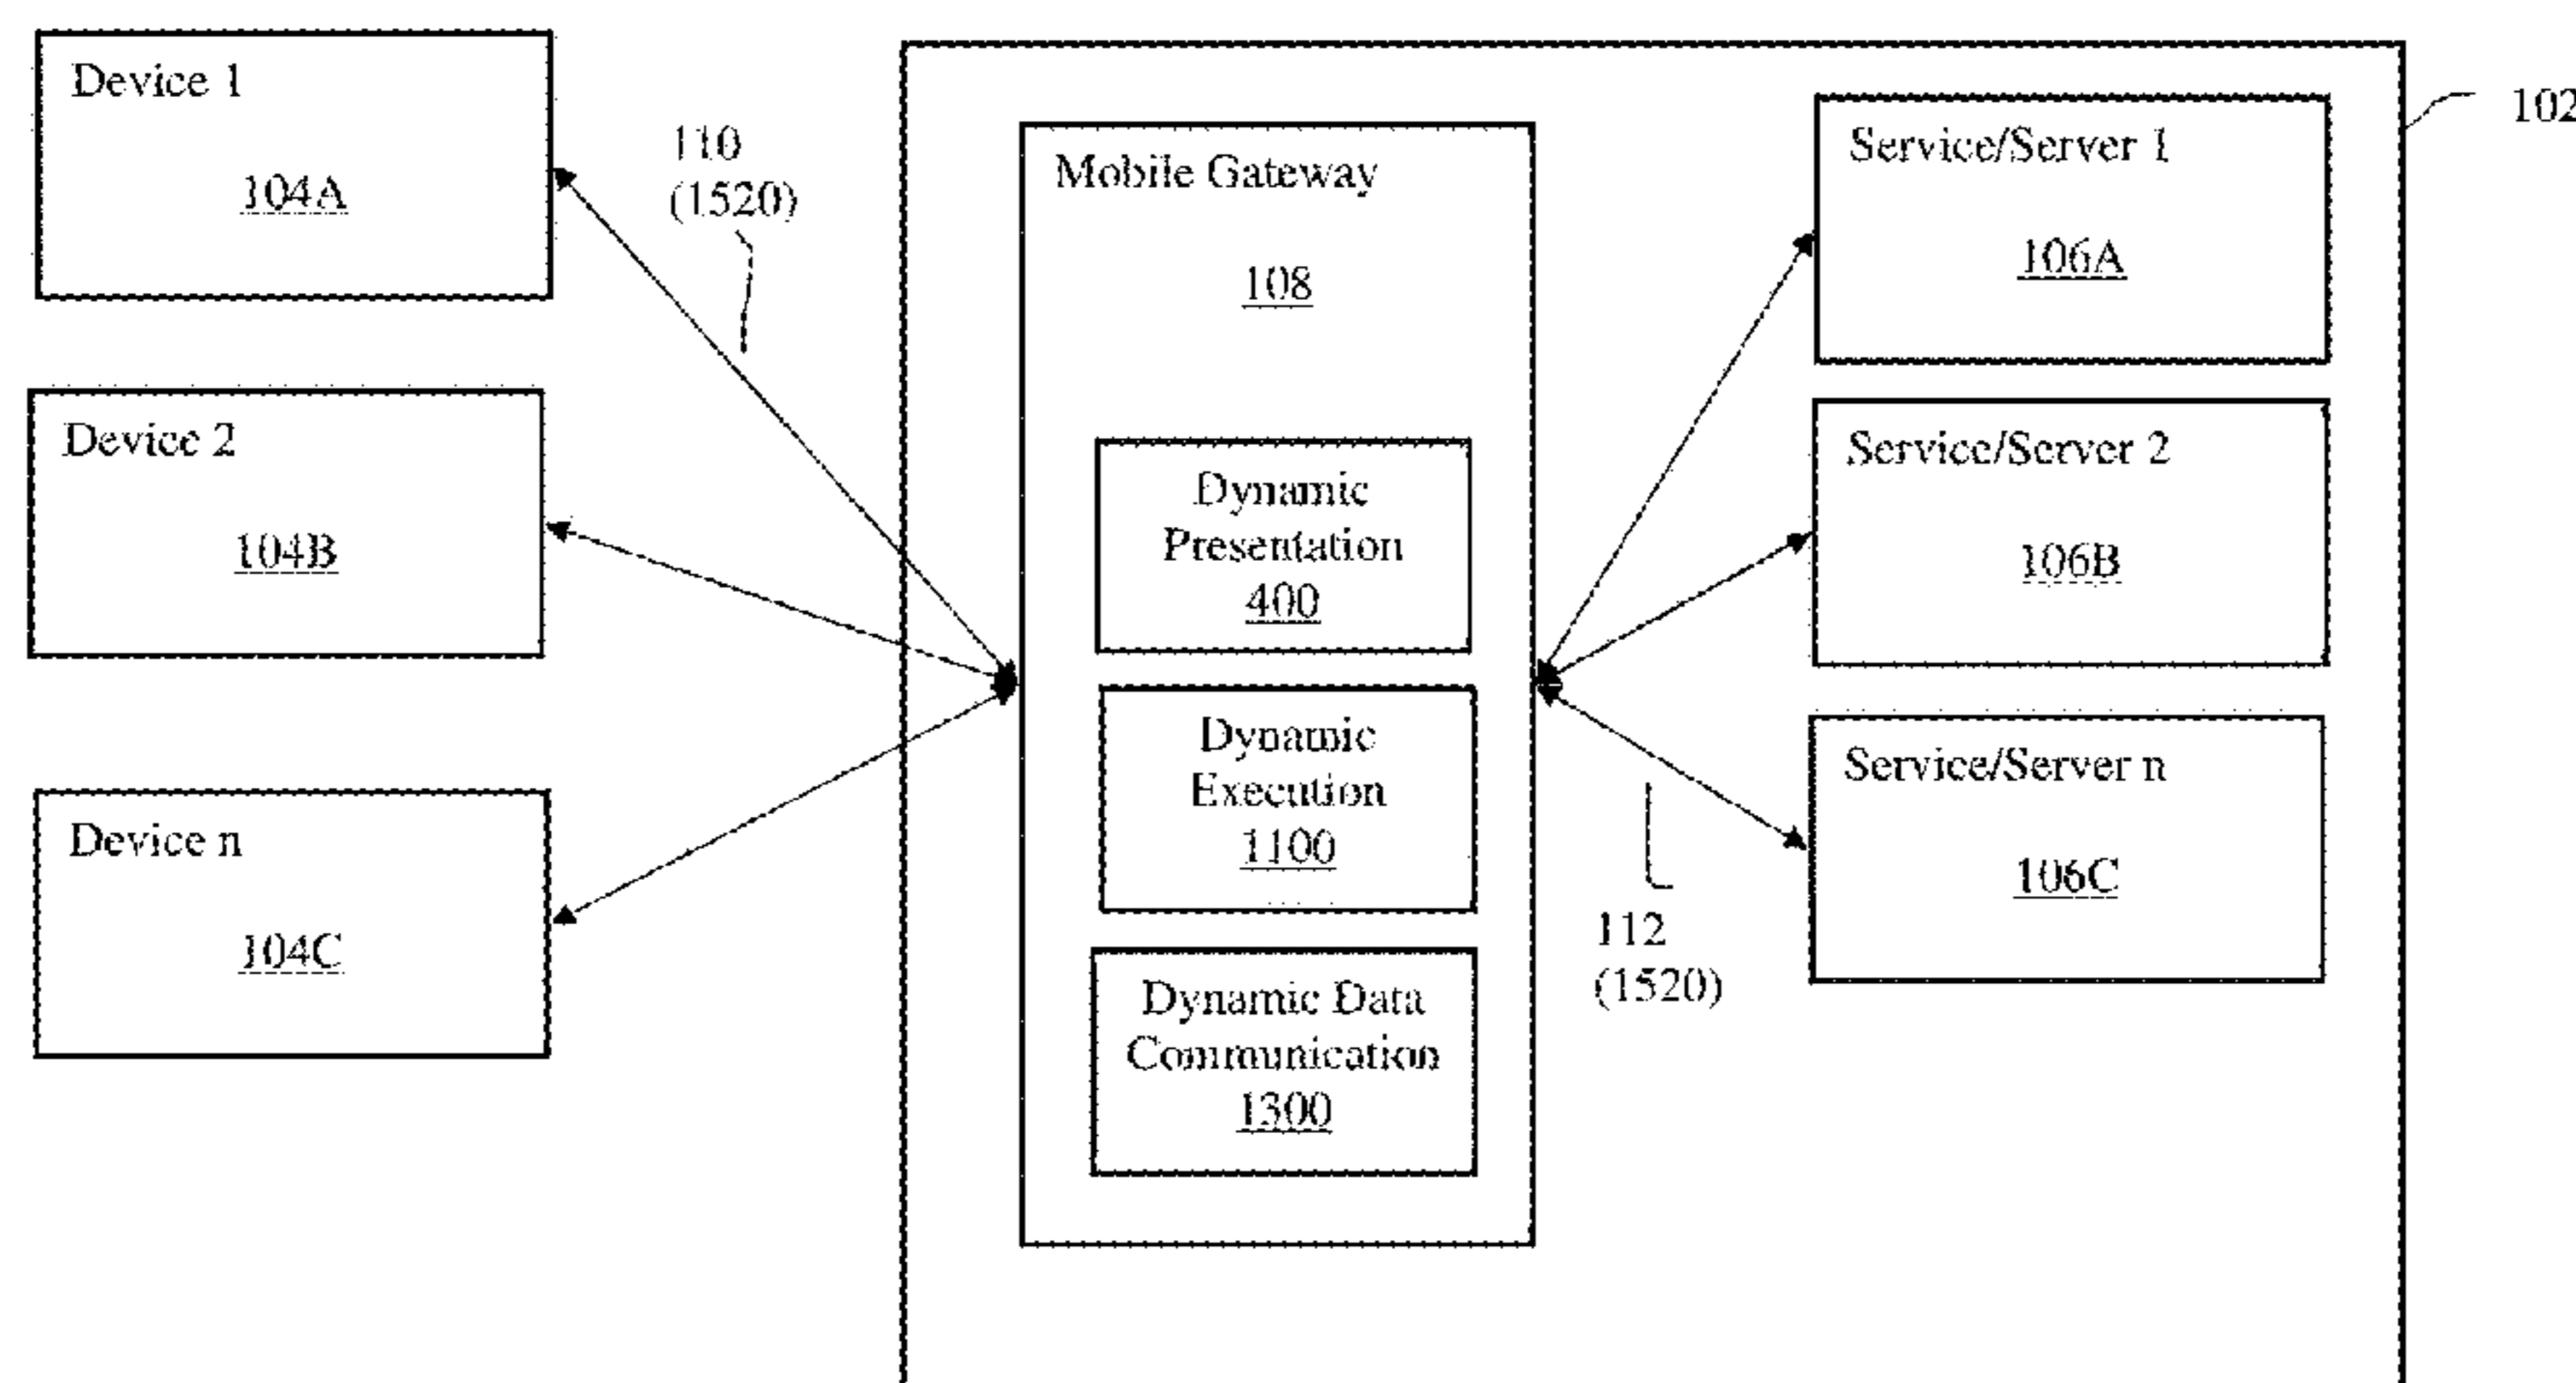 Device 1
104A
Device 2
104B
Device n
104C
110
(1520)
Mobile Gateway
108
Dynamic
Presentation
400
Dynamic
Execution
1100
Dynamic Data
Communication
1300
Service/Server 1
106A
Service/Server 2
106B
Service/Server n
106C
112
(1520)
102